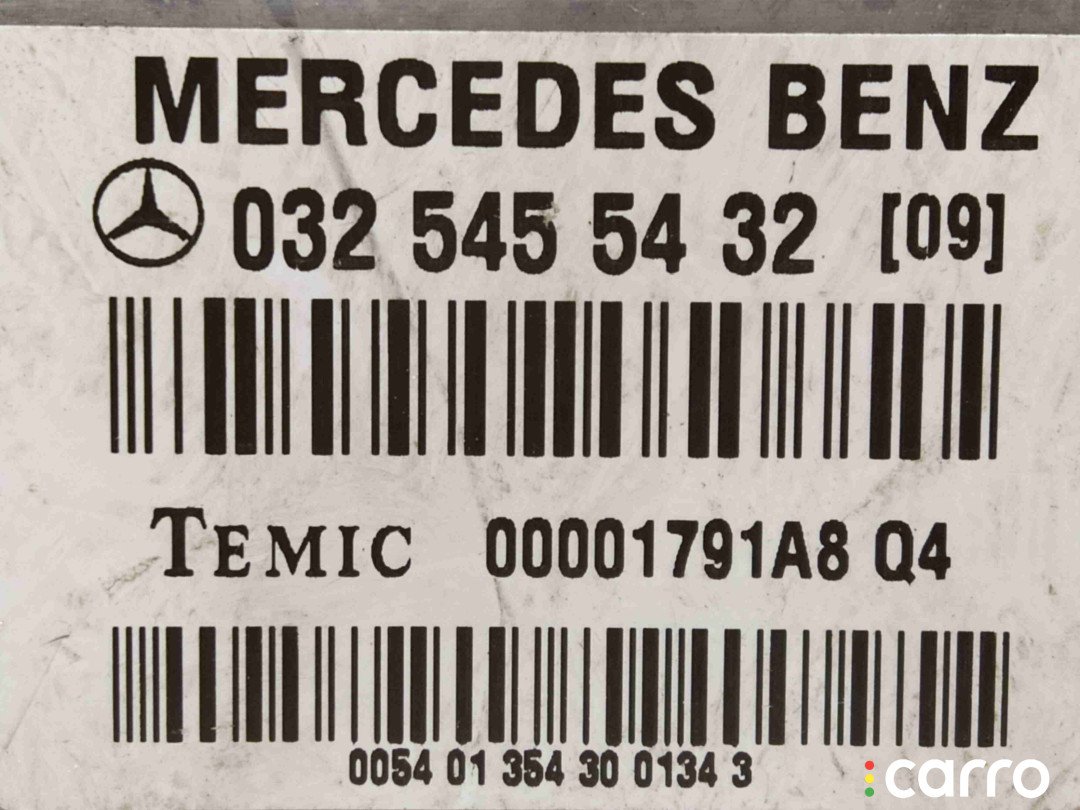 MERCEDES BENZ
032 545 54 32 [09]
TEMIC 00001791A8 Q4
0054 01 354 30 0134 3
carro